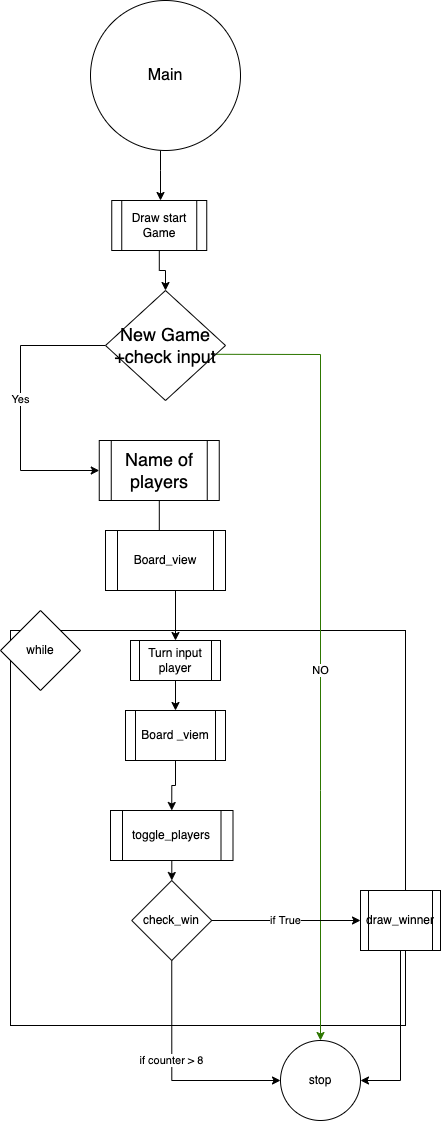 Main
Draw start
Game
New Game
+check input
Yes
Name of
players
Board_view
while
Turn input
player
NO
Board _viem
toggle_players
check_win
if True
draw_winner
if counter > 8
stop